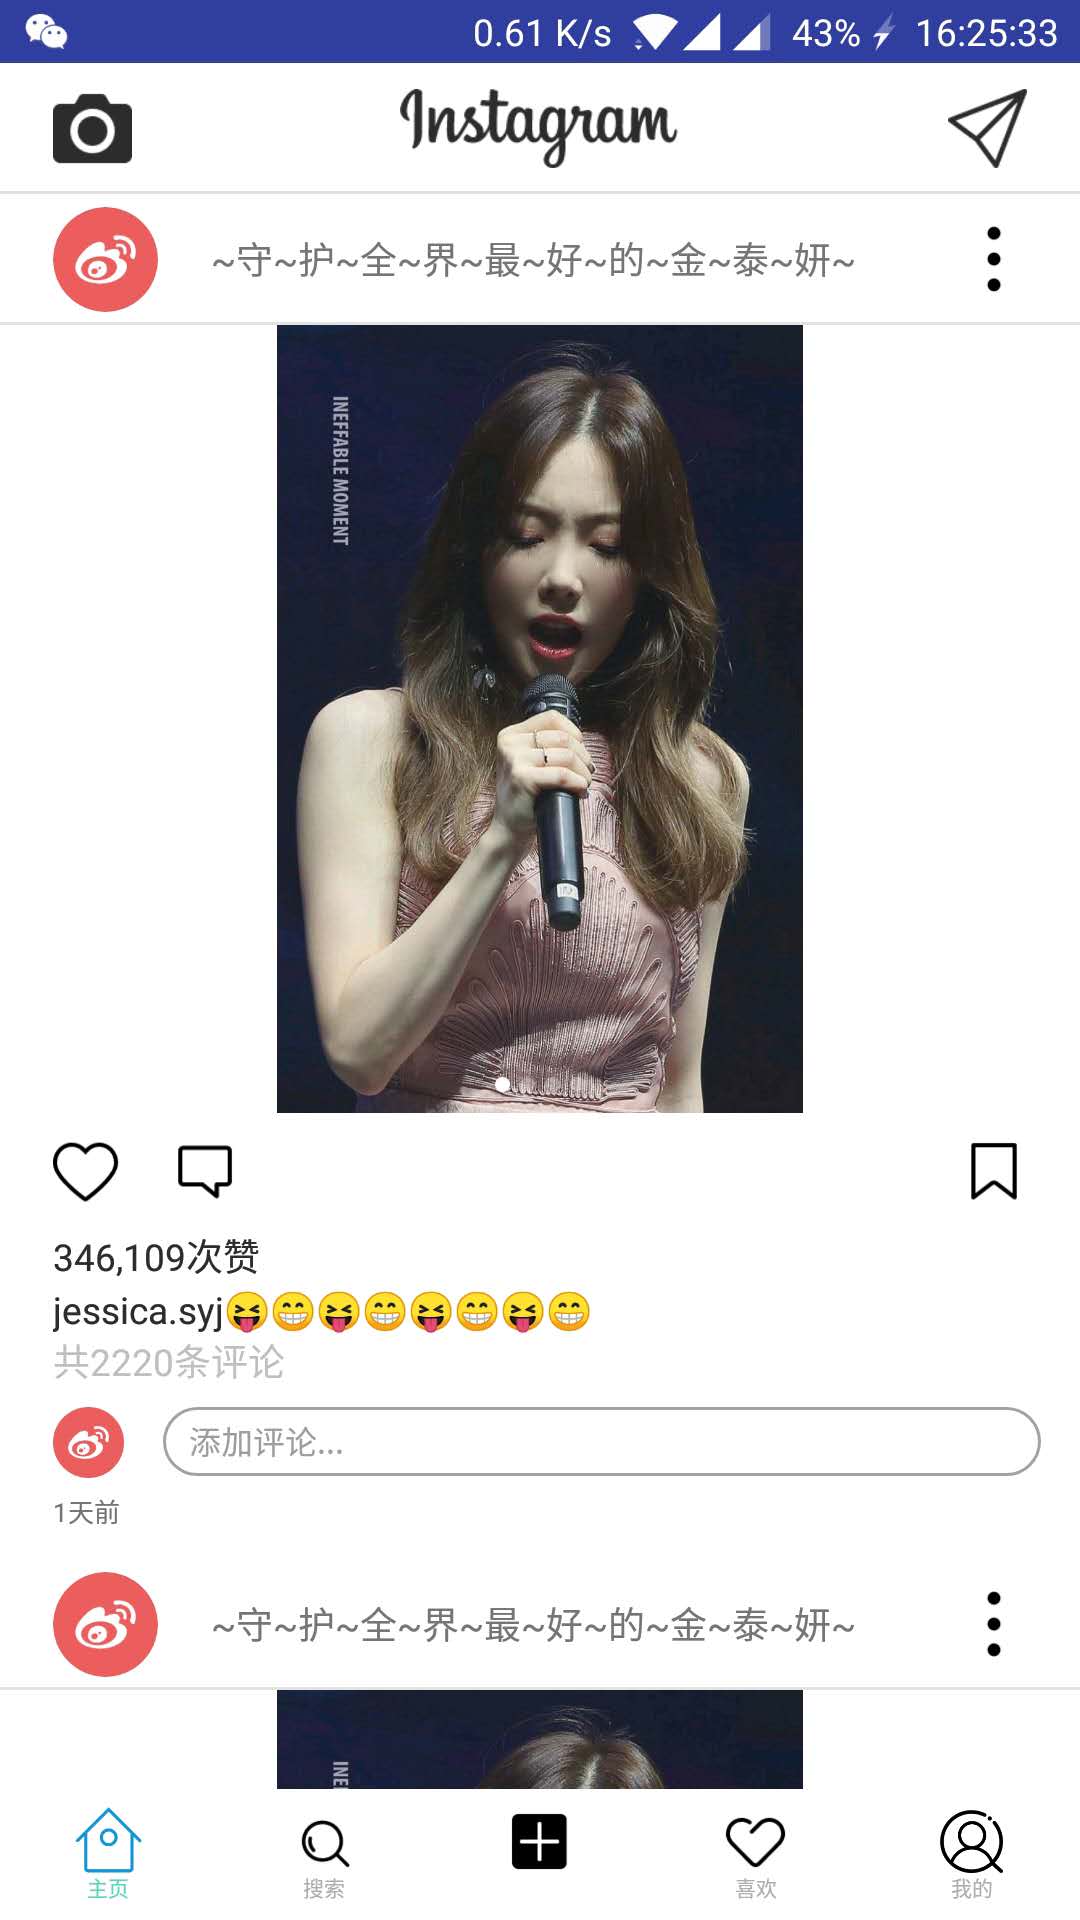 0.61 K/s 43% 16:25:33
Instagram
~守~护~全~界~最~好~的~金~泰~妍~
INEFFABLE MOMENT
346,109次赞
jessica.syj😝😁😝😁😝😁😝😁
共2220条评论
添加评论...
1天前
~守~护~全~界~最~好~的~金~泰~妍~
INEF
主页 搜索 喜欢 我的